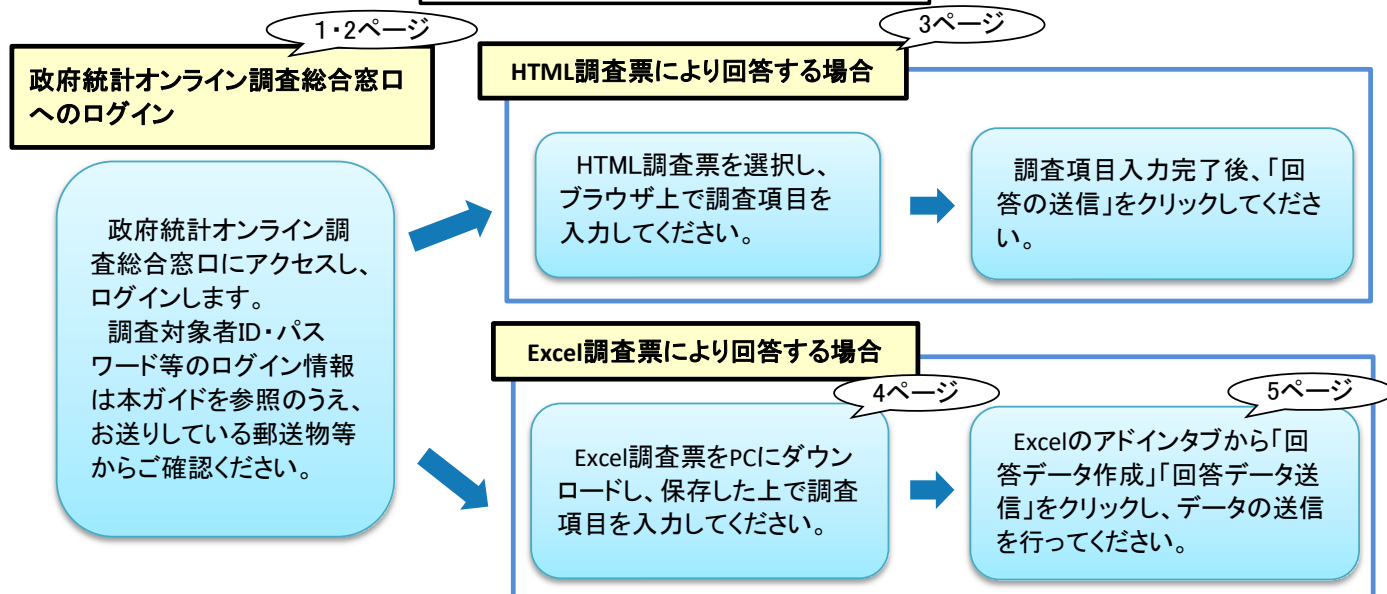 1・2ページ
政府統計オンライン調査総合窓口
へのログイン
政府統計オンライン調
査総合窓口にアクセスし、
ログインします。
調査対象者ID・パス
ワード等のログイン情報
は本ガイドを参照のうえ、
お送りしている郵送物等
からご確認ください。
3ページ
HTML調査票により回答する場合
HTML調査票を選択し、
ブラウザ上で調査項目を
入力してください。
調査項目入力完了後、「回
答の送信」をクリックしてくださ
い。
Excel調査票により回答する場合
4ページ
Excel調査票をPCにダウン
ロードし、保存した上で調査
項目を入力してください。
5ページ
Excelのアドインタブから「回
答データ作成」「回答データ送
信」をクリックし、データの送信
を行ってください。